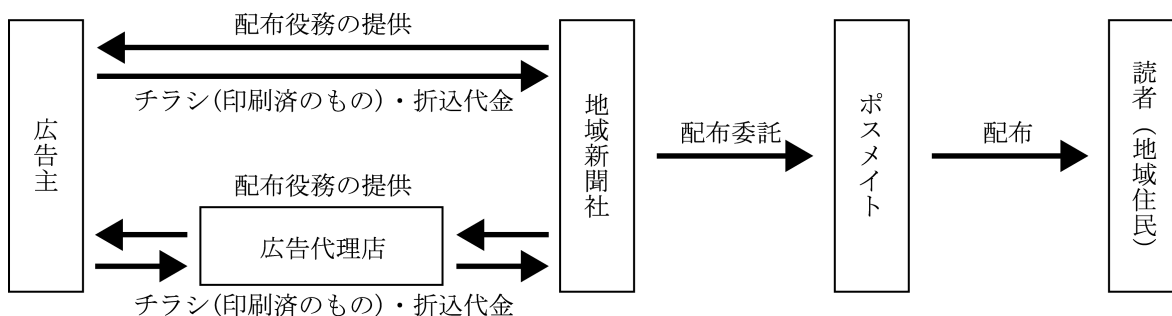 広告主
配布役務の提供
チラシ(印刷済のもの)・折込代金
配布役務の提供
広告代理店
チラシ(印刷済のもの)・折込代金
地域新聞社
配布委託
ポスメイト
配布
読者(地域住民)